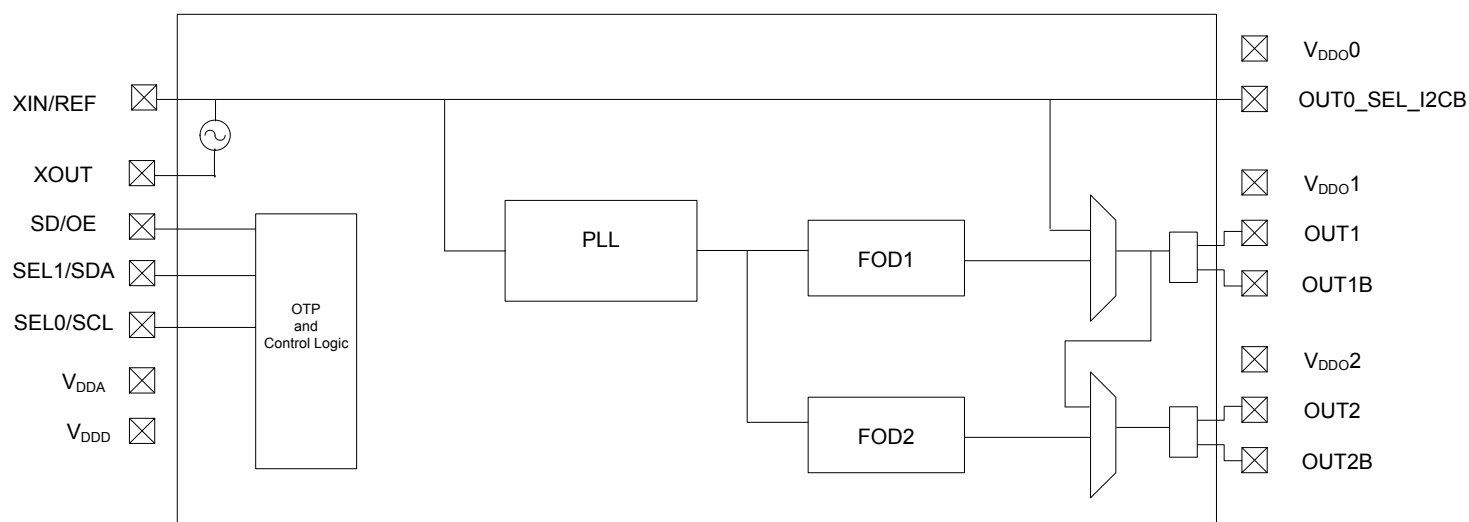 XIN/REF
XOUT
SD/OE
SEL1/SDA
SEL0/SCL
VDDA
VDDD
OTP
and
Control Logic
PLL
FOD1
FOD2
VDDO0
OUT0_SEL_I2CB
VDDO1
OUT1
OUT1B
VDDO2
OUT2
OUT2B